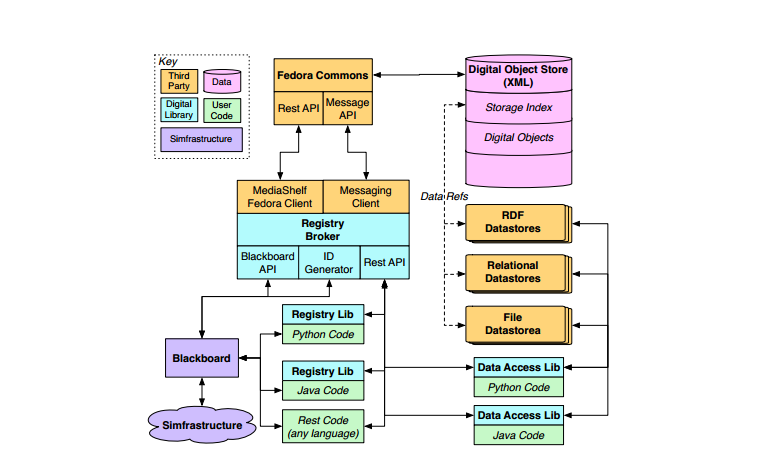 Key
Third
Party
Data
Digital
Library
User
Code
Simfrastructure
Fedora Commons
Rest API
Message
API
Digital Object Store
(XML)
Storage Index
Digital Objects
Data Refs
MediaShelf
Fedora Client
Messaging
Client
Registry
Broker
Blackboard
API
ID
Generator
Rest API
RDF
Datastores
Relational
Datastores
File
Datastorea
Registry Lib
Python Code
Registry Lib
Java Code
Rest Code
(any language)
Blackboard
Simfrastructure
Data Access Lib
Python Code
Data Access Lib
Java Code